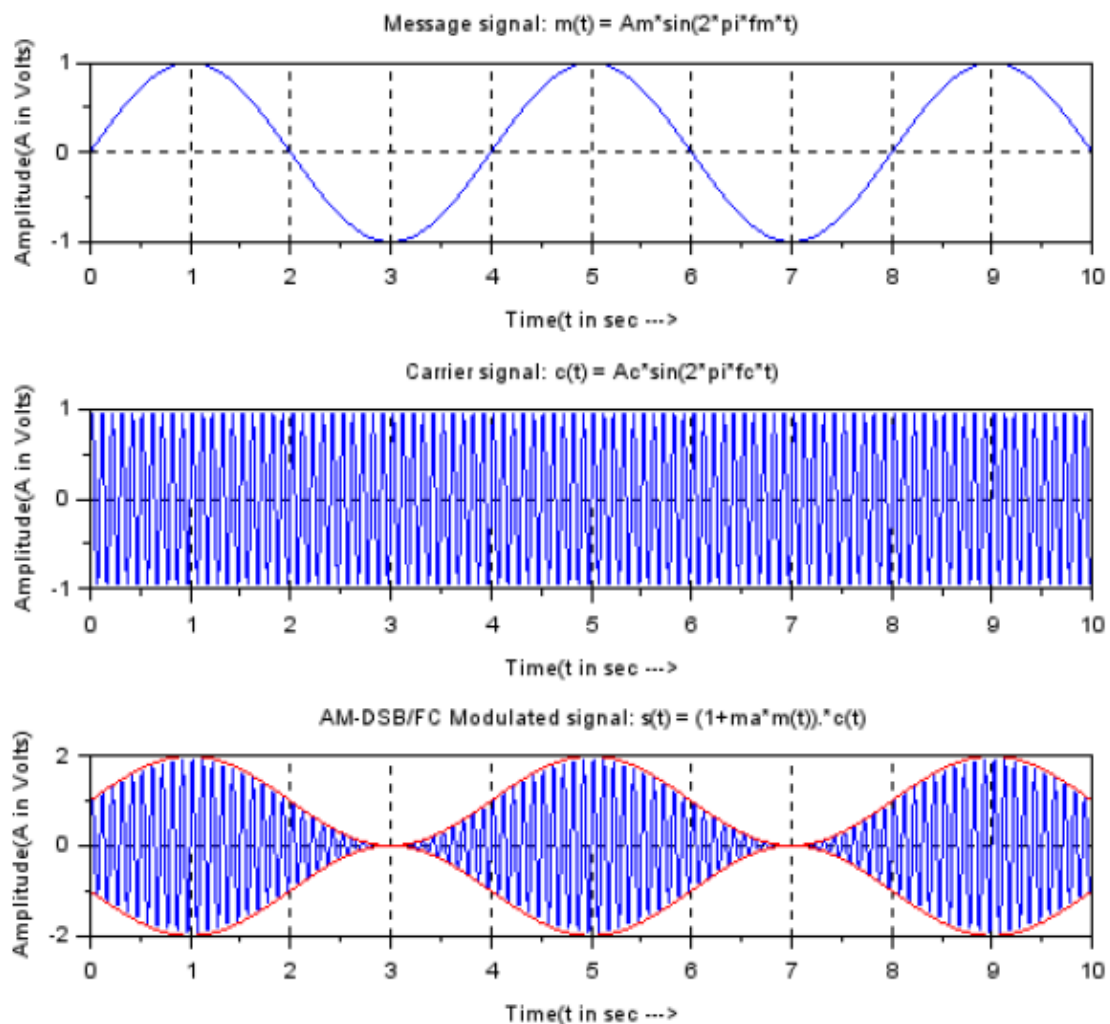 Message signal: m(t) = Am*sin(2*pi*fm*t)
Amplitude(A in Volts)
1
0
-1
0 1 2 3 4 5 6 7 8 9 10
Time(t in sec --->
Carrier signal: c(t) = Ac*sin(2*pi*fc*t)
Amplitude(A in Volts)
1
0
-1
0 1 2 3 4 5 6 7 8 9 10
Time(t in sec --->
AM-DSB/FC Modulated signal: s(t) = (1+ma*m(t)).*c(t)
Amplitude(A in Volts)
2
0
-2
0 1 2 3 4 5 6 7 8 9 10
Time(t in sec --->